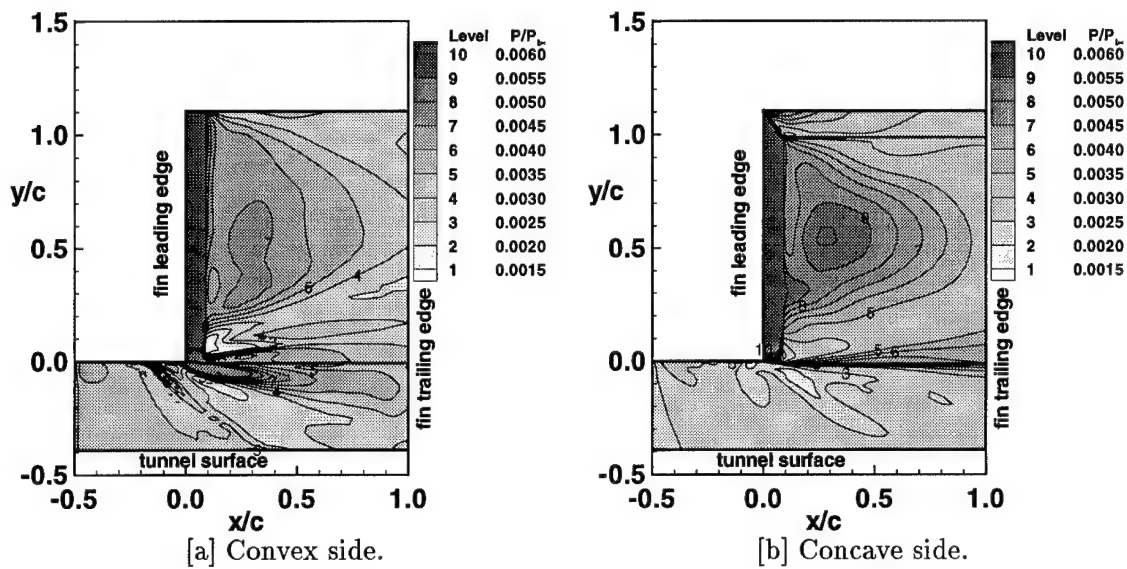 1.5
1.0
y/c
0.5
0.0
-0.5
-0.5 0.0 0.5 1.0
x/c
fin leading edge
fin trailing edge
tunnel surface
Level P/P
10 0.0060
9 0.0055
8 0.0050
7 0.0045
6 0.0040
5 0.0035
4 0.0030
3 0.0025
2 0.0020
1 0.0015
4
[a] Convex side.
1.5
1.0
y/c
0.5
0.0
-0.5
-0.5 0.0 0.5 1.0
x/c
fin leading edge
fin trailing edge
tunnel surface
Level P/P
10 0.0060
9 0.0055
8 0.0050
7 0.0045
6 0.0040
5 0.0035
4 0.0030
3 0.0025
2 0.0020
1 0.0015
5
5
6
3
[b] Concave side.